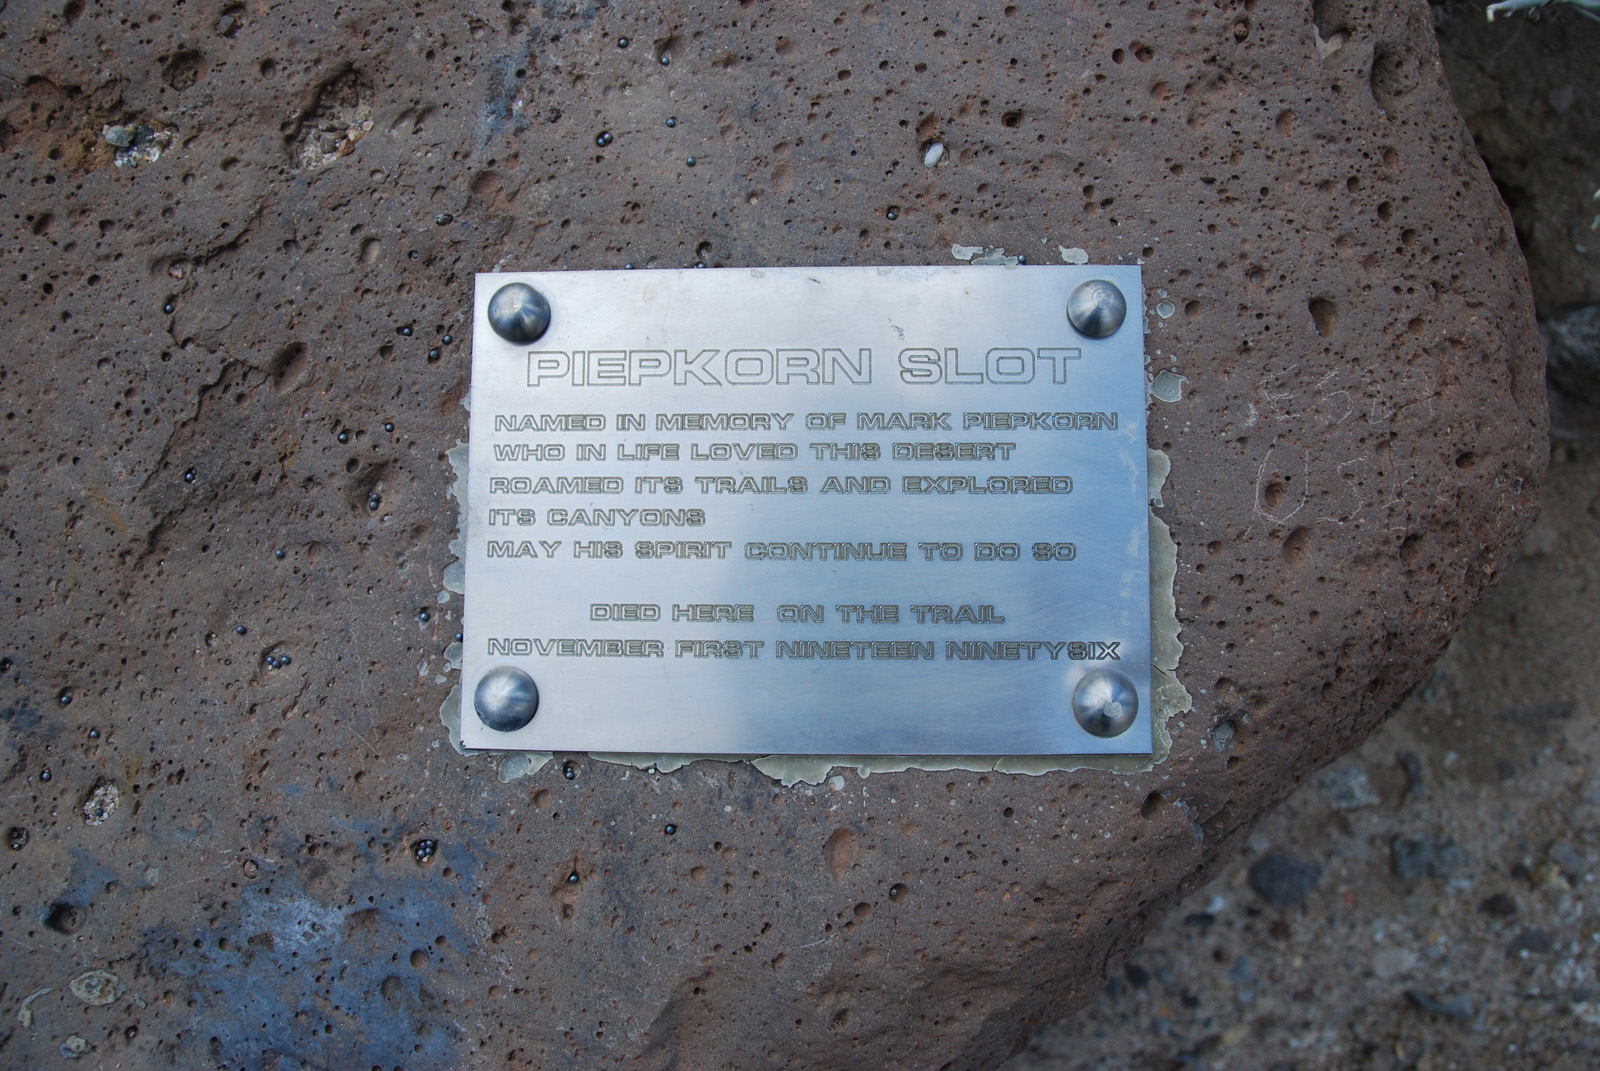 PIEPKORN SLOT
NAMED IN MEMORY OF MARK PIEPKORN
WHO IN LIFE LOVED THIS DESERT
ROAMED ITS TRAILS AND EXPLORED
ITS CANYONS
MAY HIS SPIRIT CONTINUE TO DO SO
DIED HERE ON THE TRAIL
NOVEMBER FIRST NINETEEN NINETYSIX